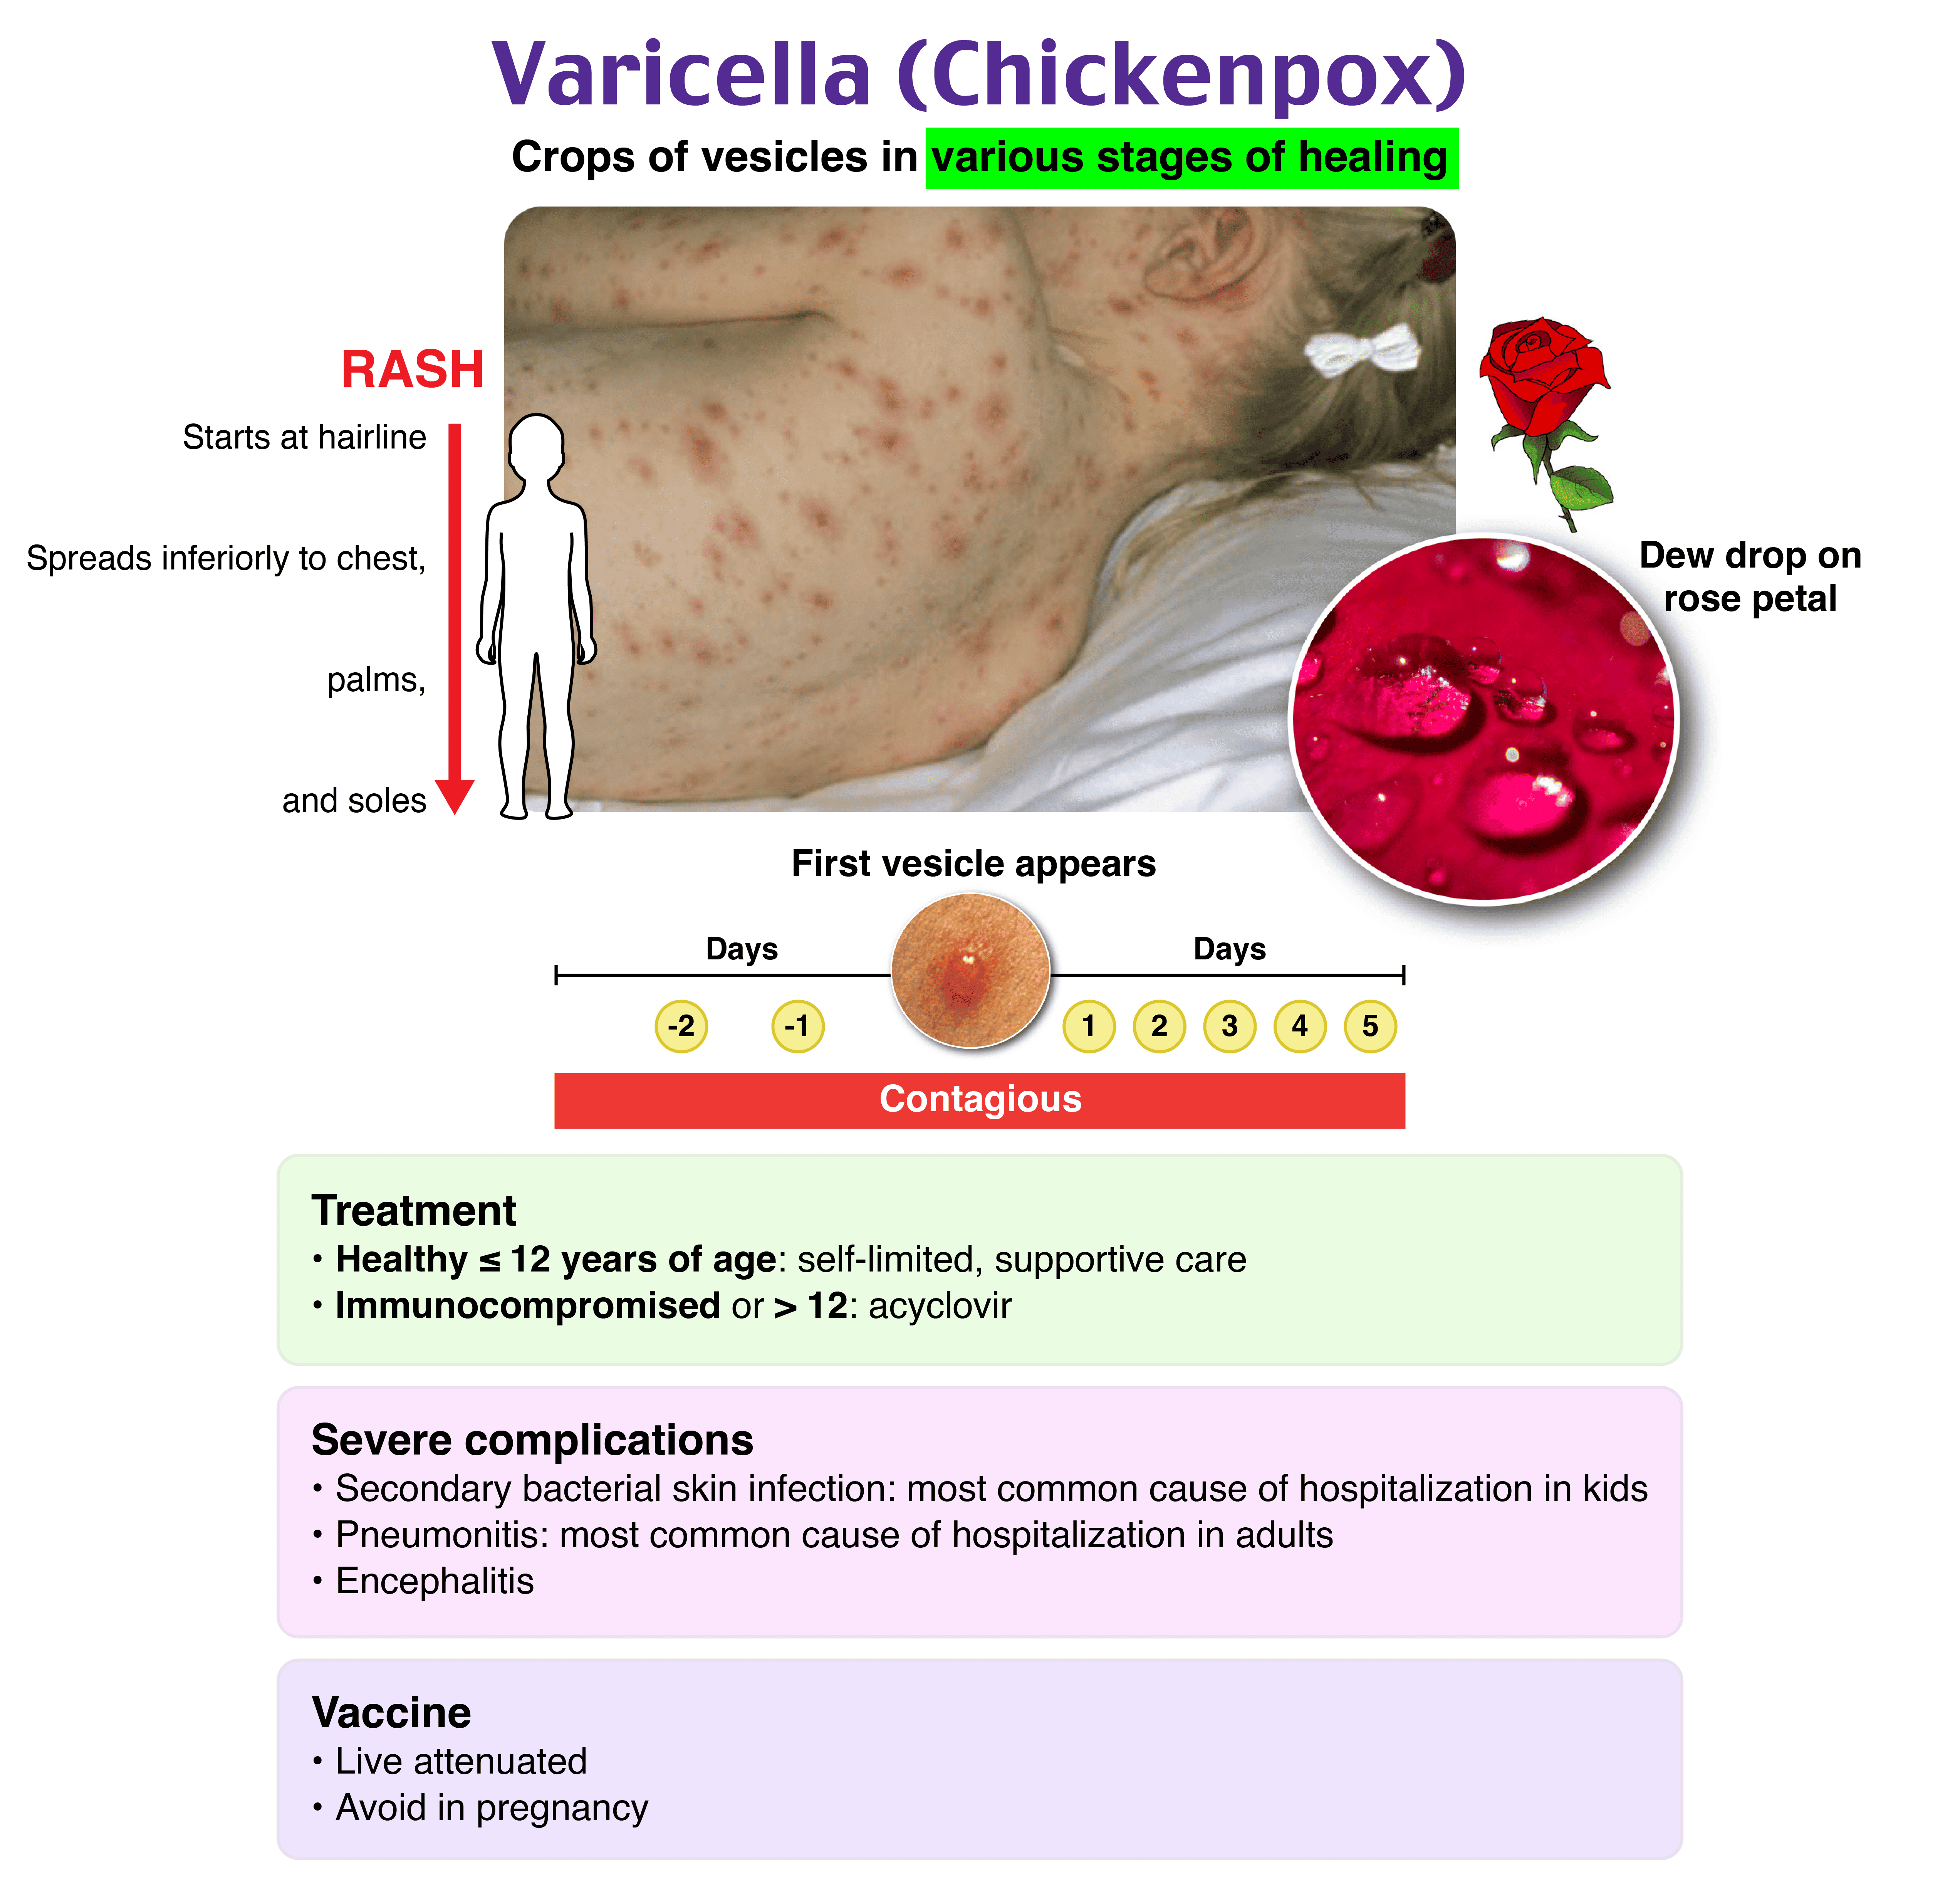 Varicella (Chickenpox)
Crops of vesicles in various stages of healing
RASH
Starts at hairline
Spreads inferiorly to chest,
palms,
and soles
Dew drop on
rose petal
First vesicle appears
Days
Days
-2 -1 1 2 3 4 5
Contagious
Treatment
• Healthy ≤ 12 years of age: self-limited, supportive care
• Immunocompromised or > 12: acyclovir
Severe complications
• Secondary bacterial skin infection: most common cause of hospitalization in kids
• Pneumonitis: most common cause of hospitalization in adults
• Encephalitis
Vaccine
• Live attenuated
• Avoid in pregnancy